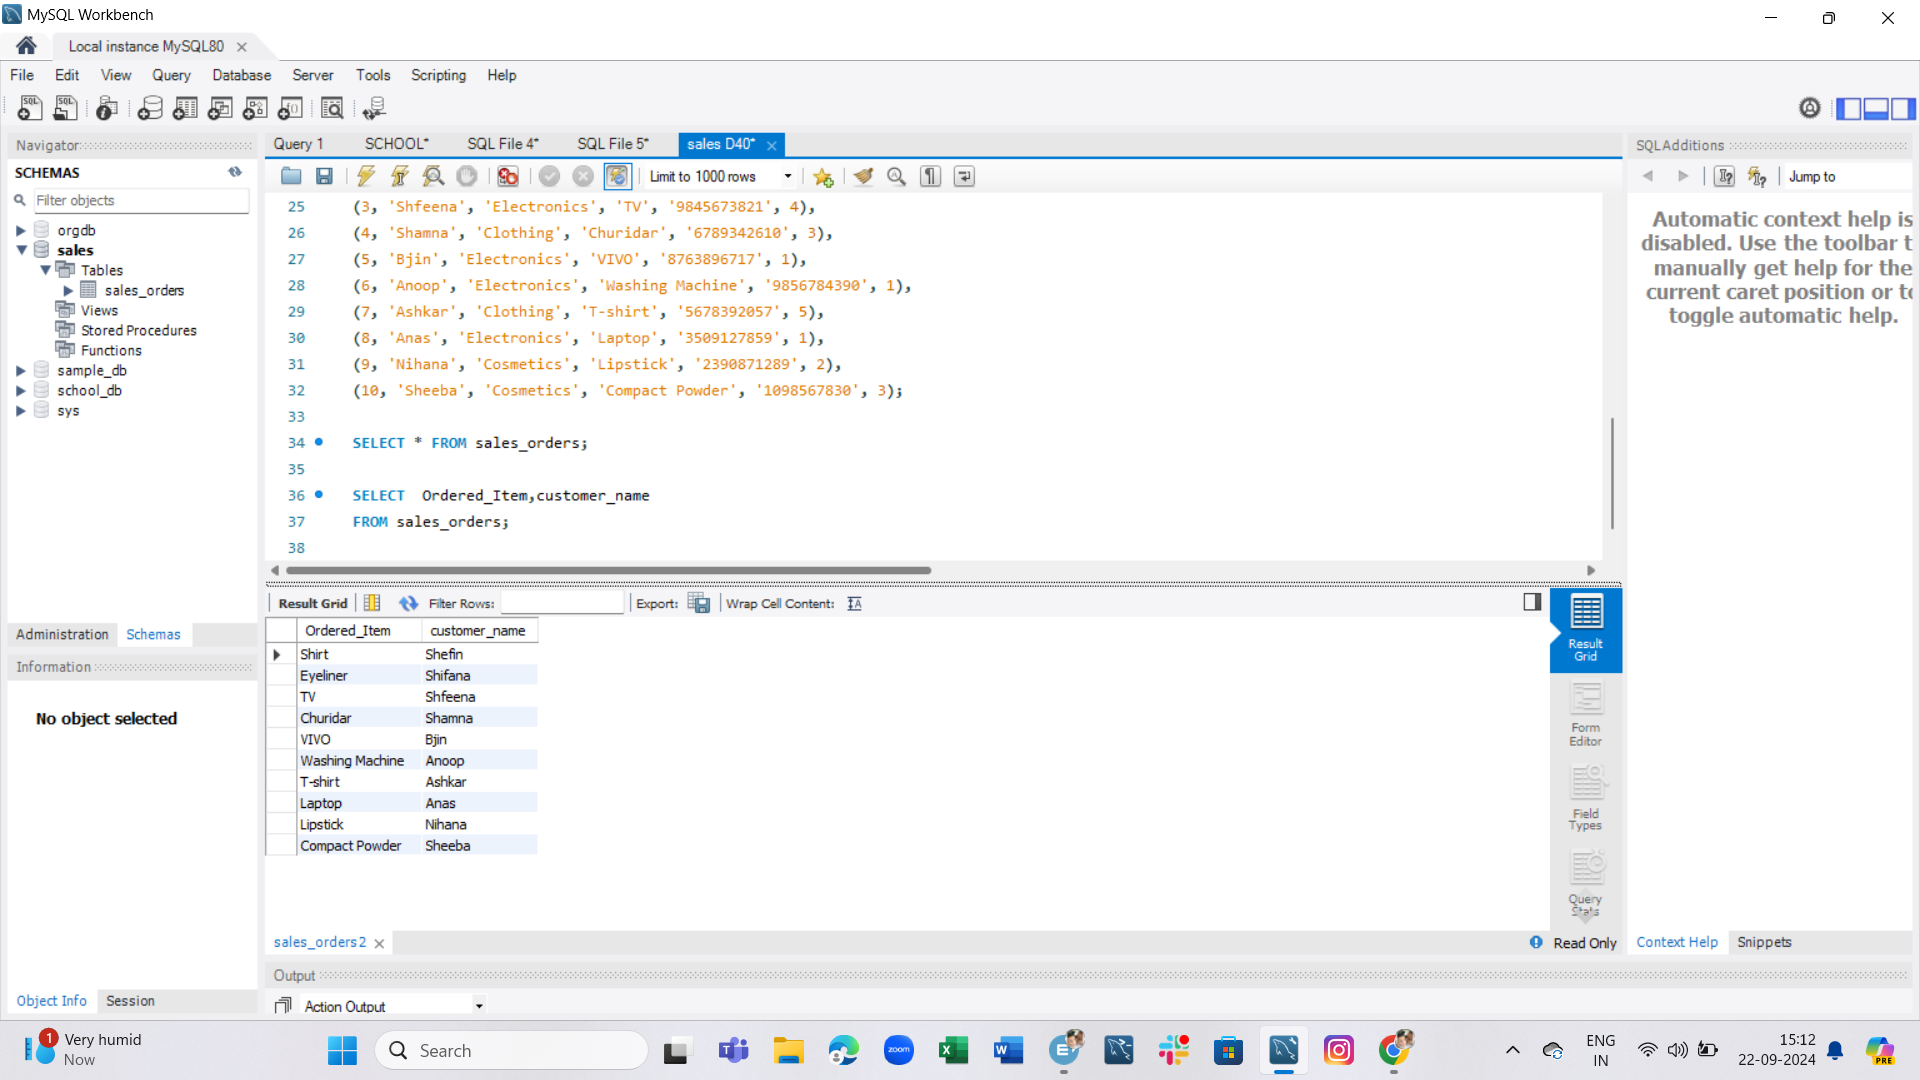 MySQL Workbench
Local instance MySQL80
File Edit View Query Database Server Tools Scripting Help
Navigator
SCHEMAS
Filter objects
orgdb
sales
Tables
sales_orders
Views
Stored Procedures
Functions
sample_db
school_db
sys
Administration Schemas
Information
No object selected
Object Info Session
Query 1 SCHOOL* SQL File 4* SQL File 5* sales D40*
Limit to 1000 rows
25 (3, 'Shfeena', 'Electronics', 'TV', '9845673821', 4),
26 (4, 'Shamna', 'Clothing', 'Churidar', '6789342610', 3),
27 (5, 'Bjin', 'Electronics', 'VIVO', '8763896717', 1),
28 (6, 'Anoop', 'Electronics', 'Washing Machine', '9856784390', 1),
29 (7, 'Ashkar', 'Clothing', 'T-shirt', '5678392057', 5),
30 (8, 'Anas', 'Electronics', 'Laptop', '3509127859', 1),
31 (9, 'Nihana', 'Cosmetics', 'Lipstick', '2390871289', 2),
32 (10, 'Sheeba', 'Cosmetics', 'Compact Powder', '1098567830', 3);
33
34 SELECT * FROM sales_orders;
35
36 SELECT Ordered_Item,customer_name
37 FROM sales_orders;
38
Result Grid Filter Rows: Export: Wrap Cell Content:
Ordered_Item customer_name
Shirt Shefin
Eyeliner Shifana
TV Shfeena
Churidar Shamna
VIVO Bjin
Washing Machine Anoop
T-shirt Ashkar
Laptop Anas
Lipstick Nihana
Compact Powder Sheeba
Result
Grid
Form
Editor
Field
Types
Query
Stats
sales_orders2
Read Only
Output
Action Output
SQLAdditions
Jump to
Automatic context help is
disabled. Use the toolbar t
manually get help for the
current caret position or to
toggle automatic help.
Context Help Snippets
1
Very humid
Now
Search
zoom
ENG
IN
15:12
22-09-2024
PRE